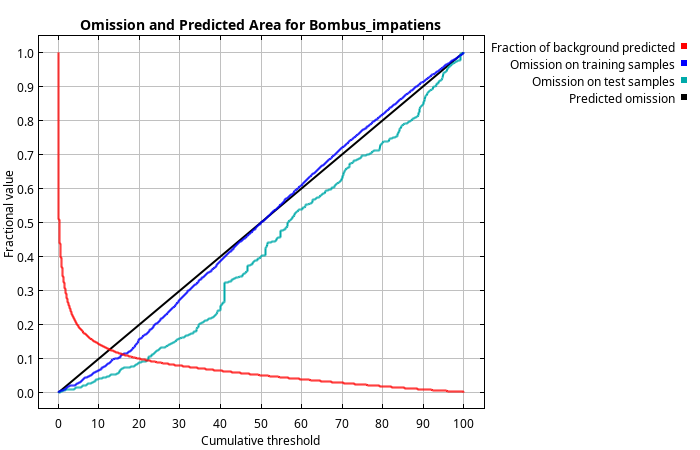 Omission and Predicted Area for Bombus_impatiens
Fraction of background predicted
Omission on training samples
Omission on test samples
Predicted omission
Fractional value
1.0
0.9
0.8
0.7
0.6
0.5
0.4
0.3
0.2
0.1
0.0
0 10 20 30 40 50 60 70 80 90 100
Cumulative threshold